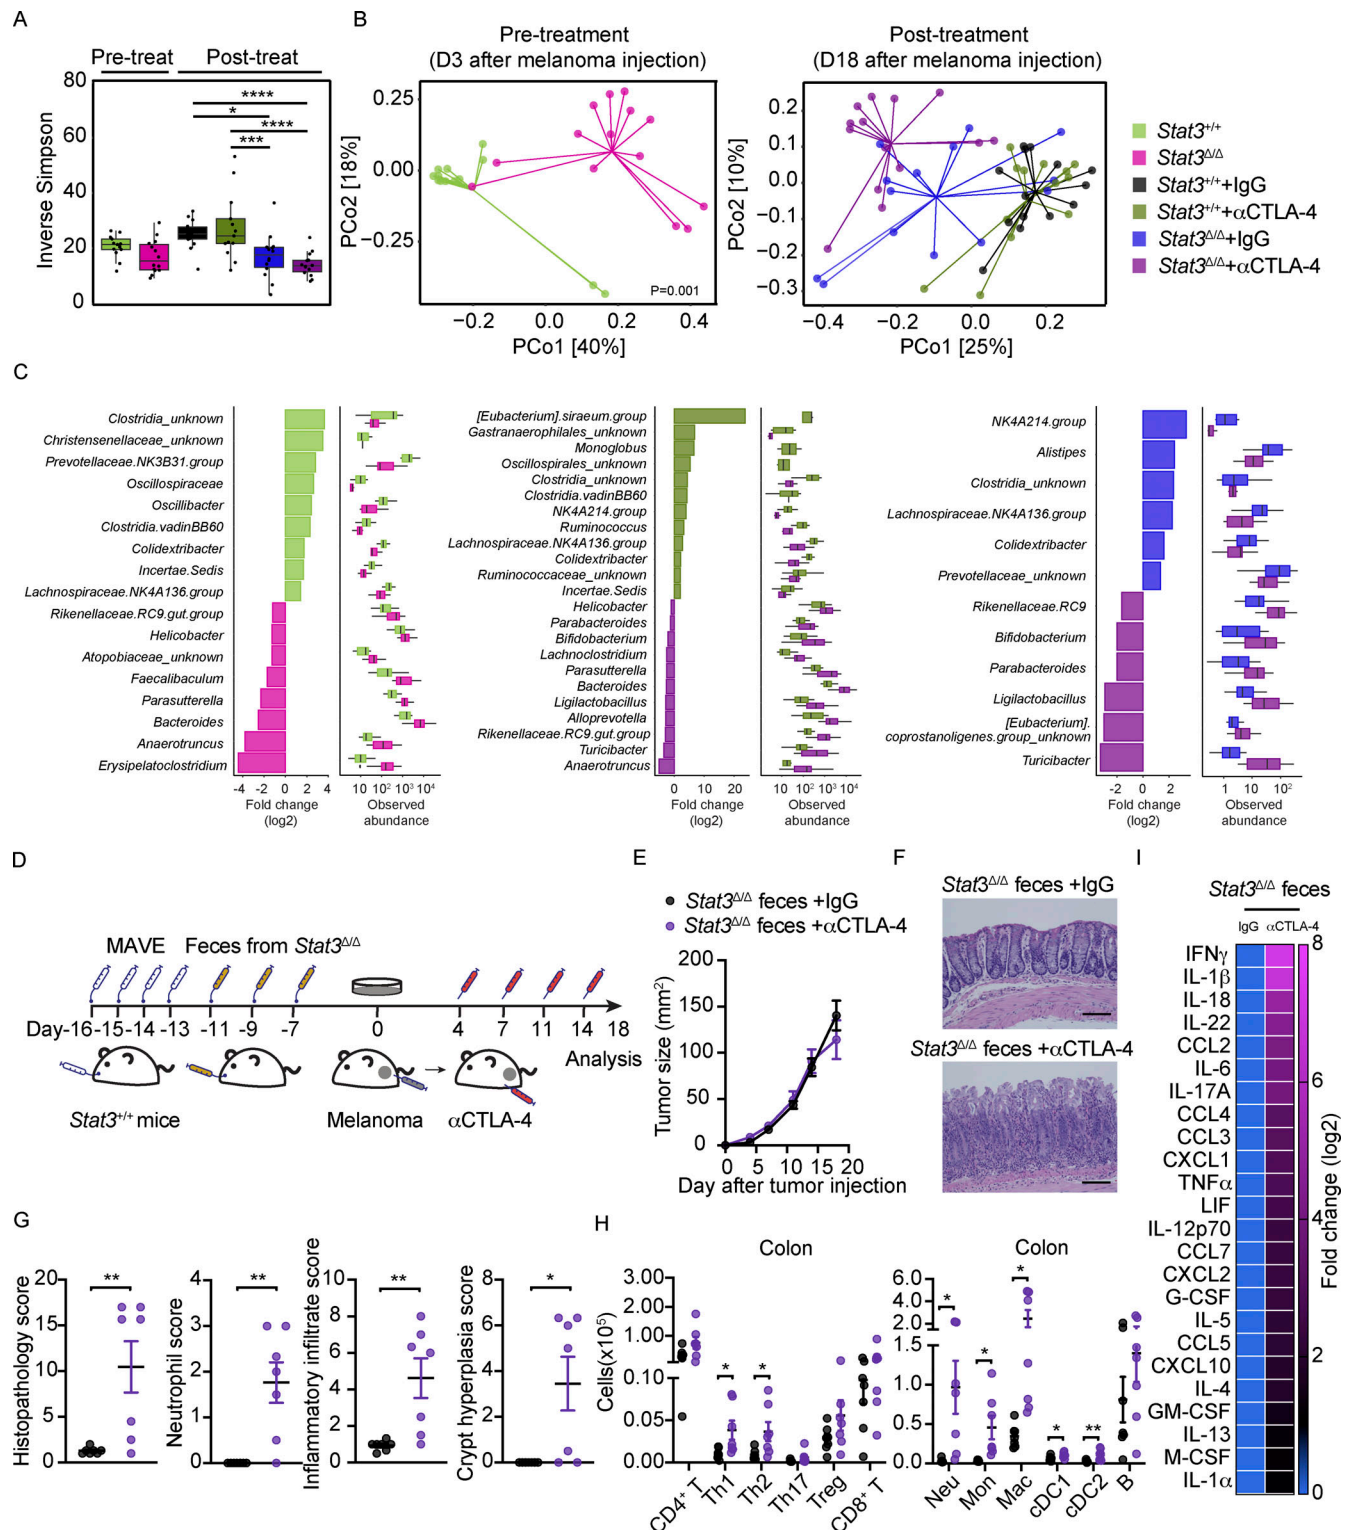 A
Pre-treat Post-treat
Inverse Simpson
80
60
40
20
0
****
*
****
***
B
Pre-treatment
(D3 after melanoma injection)
Post-treatment
(D18 after melanoma injection)
PCo2 [18%]
0.25
0.00
−0.25
P=0.001
−0.2 0.0 0.2 0.4
PCo1 [40%]
PCo2 [10%]
0.2
0.1
0.0
−0.1
−0.2
−0.3
−0.4 −0.2 0.0 0.2
PCo1 [25%]
Stat3+/+
Stat3Δ/Δ
Stat3+/++IgG
Stat3+/++αCTLA-4
Stat3Δ/Δ+IgG
Stat3Δ/Δ+αCTLA-4
C
Clostridia_unknown
Christensenellaceae_unknown
Prevotellaceae.NK3B31.group
Oscillospiraceae
Oscillibacter
Clostridia.vadinBB60
Colidextribacter
Incertae.Sedis
Lachnospiraceae.NK4A136.group
Rikenellaceae.RC9.gut.group
Helicobacter
Atopobiaceae_unknown
Faecalibaculum
Parasutterella
Bacteroides
Anaerotruncus
Erysipelatoclostridium
-4 -2 0 2 4
Fold change
(log2)
10 10² 10³ 10⁴
Observed
abundance
[Eubacterium].siraeum.group
Gastranaerophilales_unknown
Monoglobus
Oscillospirales_unknown
Clostridia_unknown
Clostridia.vadinBB60
NK4A214.group
Ruminococcus
Lachnospiraceae.NK4A136.group
Colidextribacter
Ruminococcaceae_unknown
Incertae.Sedis
Helicobacter
Parabacteroides
Bifidobacterium
Lachnoclostridium
Parasutterella
Bacteroides
Ligilactobacillus
Alloprevotella
Rikenellaceae.RC9.gut.group
Turicibacter
Anaerotruncus
0 10 20
Fold change
(log2)
10 10² 10³ 10⁴
Observed
abundance
NK4A214.group
Alistipes
Clostridia_unknown
Lachnospiraceae.NK4A136.group
Colidextribacter
Prevotellaceae_unknown
Rikenellaceae.RC9
Bifidobacterium
Parabacteroides
Ligilactobacillus
[Eubacterium].
coprostanoligenes.group_unknown
Turicibacter
-2 0 2
Fold change
(log2)
1 10 10²
Observed
abundance
D
MAVE Feces from Stat3Δ/Δ
Day-16 -15 -14 -13 -11 -9 -7 0 4 7 11 14 18
Analysis
Stat3+/+ mice
Melanoma
αCTLA-4
E
Stat3Δ/Δ feces +IgG
Stat3Δ/Δ feces +αCTLA-4
Tumor size (mm²)
200
150
100
50
0
0 5 10 15 20
Day after tumor injection
F
Stat3Δ/Δ feces +IgG
Stat3Δ/Δ feces +αCTLA-4
G
Histopathology score
20
15
10
5
0
**
Neutrophil score
4
3
2
1
0
**
Inflammatory infiltrate score
10
8
6
4
2
0
**
Crypt hyperplasia score
8
6
4
2
0
*
H
Colon
Cells(x10⁵)
3.00
1.00
0.10
0.05
0.00
* *
CD4⁺ T
Th1
Th2
Th17
Treg
CD8⁺ T
Colon
6.0
4.0
2.0
1.5
1.0
0.5
0.0
* * * * **
Neu
Mon
Mac
cDC1
cDC2
B
I
Stat3Δ/Δ feces
IgG αCTLA-4
IFNγ
IL-1β
IL-18
IL-22
CCL2
IL-6
IL-17A
CCL4
CCL3
CXCL1
TNFα
LIF
IL-12p70
CCL7
CXCL2
G-CSF
IL-5
CCL5
CXCL10
IL-4
GM-CSF
IL-13
M-CSF
IL-1α
8
6
4
2
0
Fold change (log2)